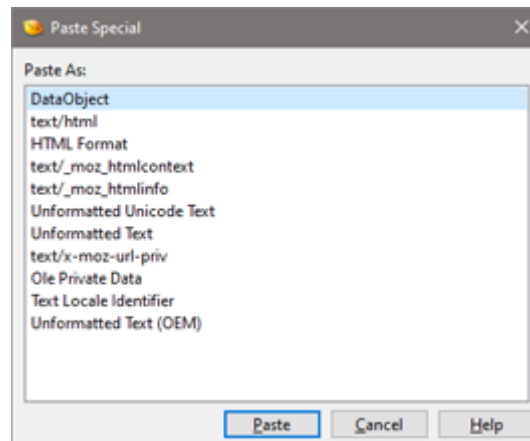 Paste Special
Paste As:
DataObject
text/html
HTML Format
text/_moz_htmlcontext
text/_moz_htmlinfo
Unformatted Unicode Text
Unformatted Text
text/x-moz-url-priv
Ole Private Data
Text Locale Identifier
Unformatted Text (OEM)
Paste Cancel Help